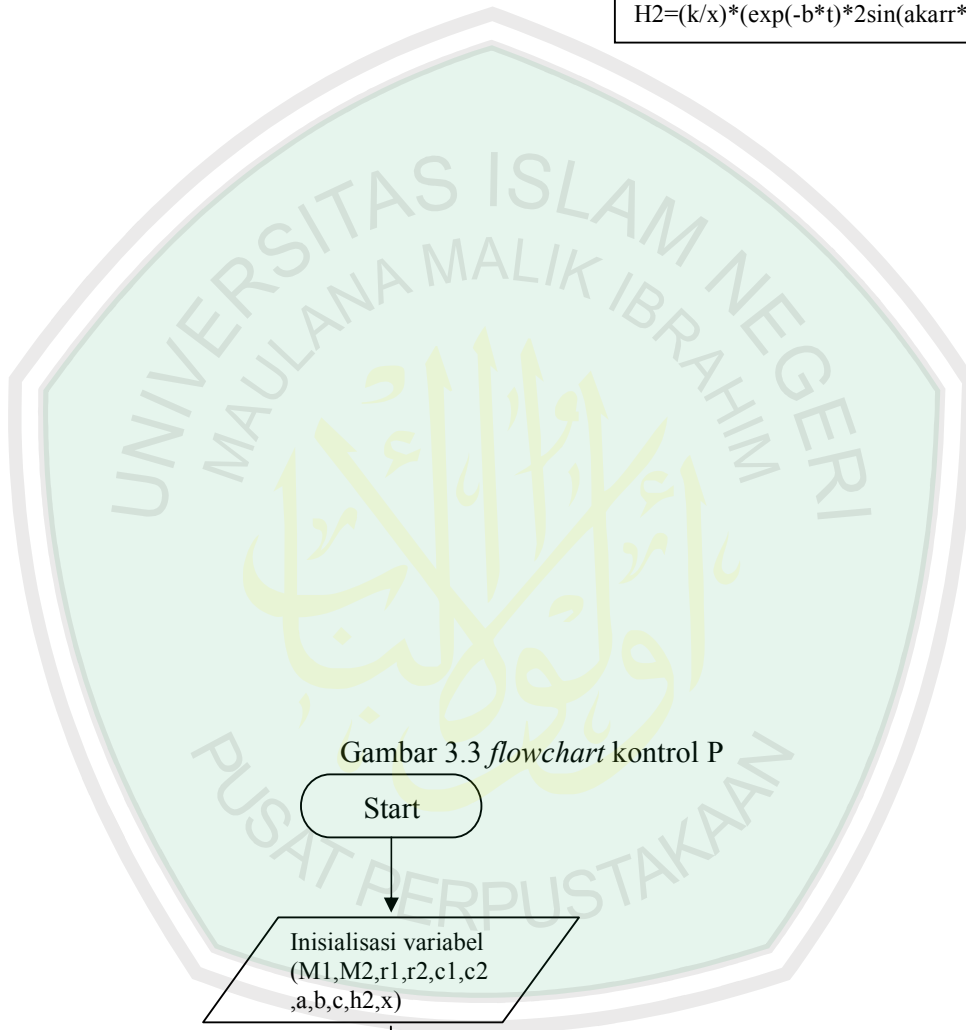 H2=(k/x)*(exp(-b*t)*2sin(akarr*
UNIVERSITAS ISLAM NEGERI
MAULANA MALIK IBRAHIM
PUSAT PERPUSTAKAAN
Gambar 3.3 flowchart kontrol P
Start
Inisialisasi variabel
(M1,M2,r1,r2,c1,c2
,a,b,c,h2,x)